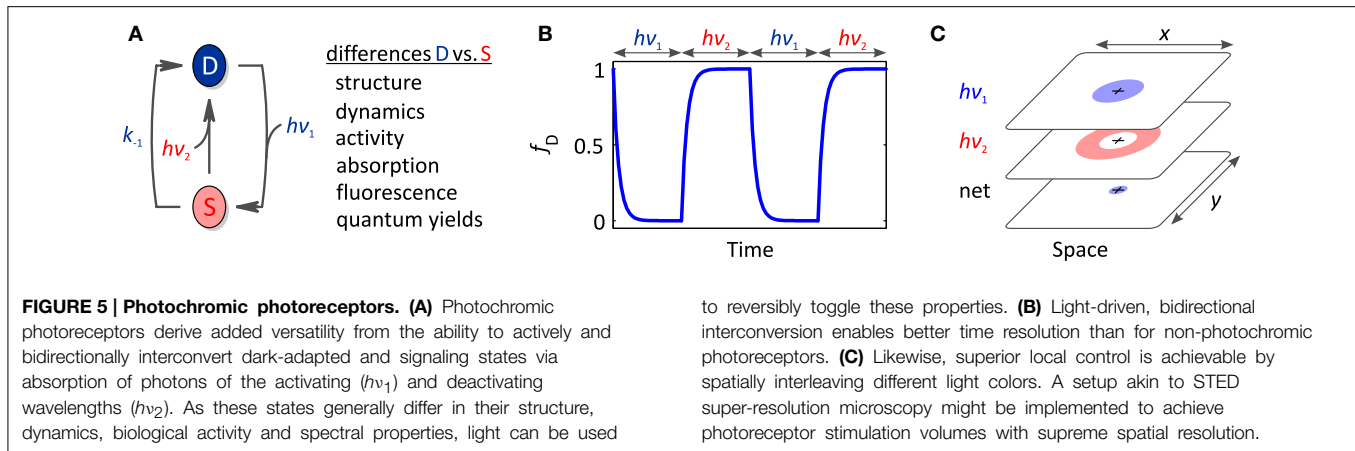 A
D
S
k-1
hν2
hν1
differences D vs. S
structure
dynamics
activity
absorption
fluorescence
quantum yields
B
hν1 hν2 hν1 hν2
1
0.5
0
fD
Time
C
x
hν1
hν2
net
y
Space
FIGURE 5 | Photochromic photoreceptors. (A) Photochromic
photoreceptors derive added versatility from the ability to actively and
bidirectionally interconvert dark-adapted and signaling states via
absorption of photons of the activating (hν1) and deactivating
wavelengths (hν2). As these states generally differ in their structure,
dynamics, biological activity and spectral properties, light can be used
to reversibly toggle these properties. (B) Light-driven, bidirectional
interconversion enables better time resolution than for non-photochromic
photoreceptors. (C) Likewise, superior local control is achievable by
spatially interleaving different light colors. A setup akin to STED
super-resolution microscopy might be implemented to achieve
photoreceptor stimulation volumes with supreme spatial resolution.